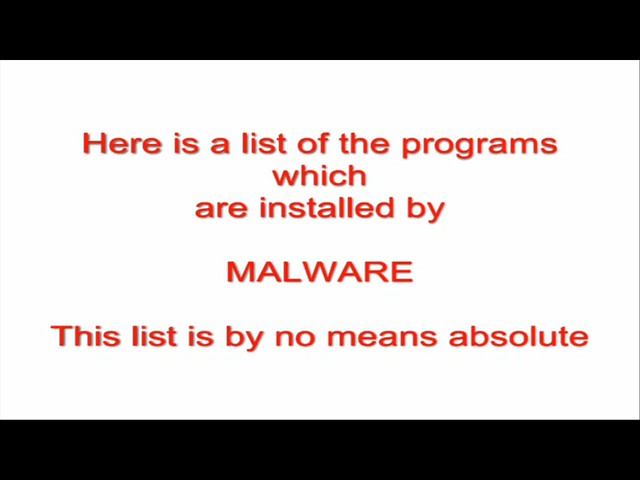 Here is a list of the programs
which
are installed by
MALWARE
This list is by no means absolute